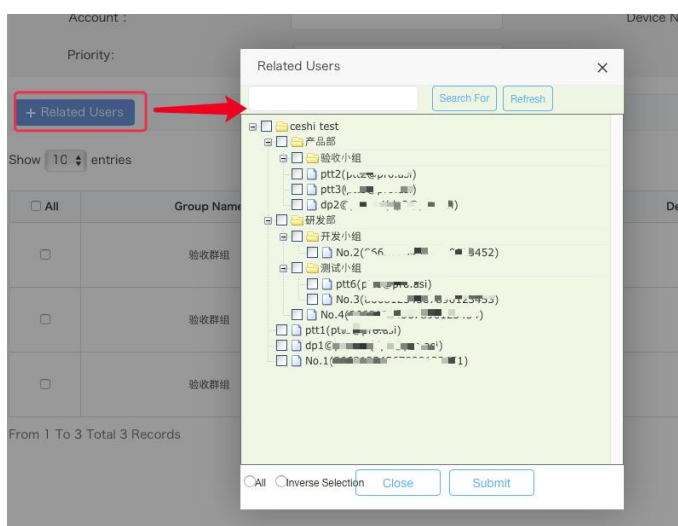 Account :
Device N
Priority:
Related Users
+ Related Users
Search For
Refresh
ceshi test
产品部
Show 10 entries
验收小组
ptt2(
ptt3(
All
Group Name
dp2@
De
研发部
开发小组
验收群组
No.2( 3452)
测试小组
ptt6(
No.3(
验收群组
No.4(
ptt1(
dp1@
No.1( 1)
验收群组
From 1 To 3 Total 3 Records
All
Inverse Selection
Close
Submit